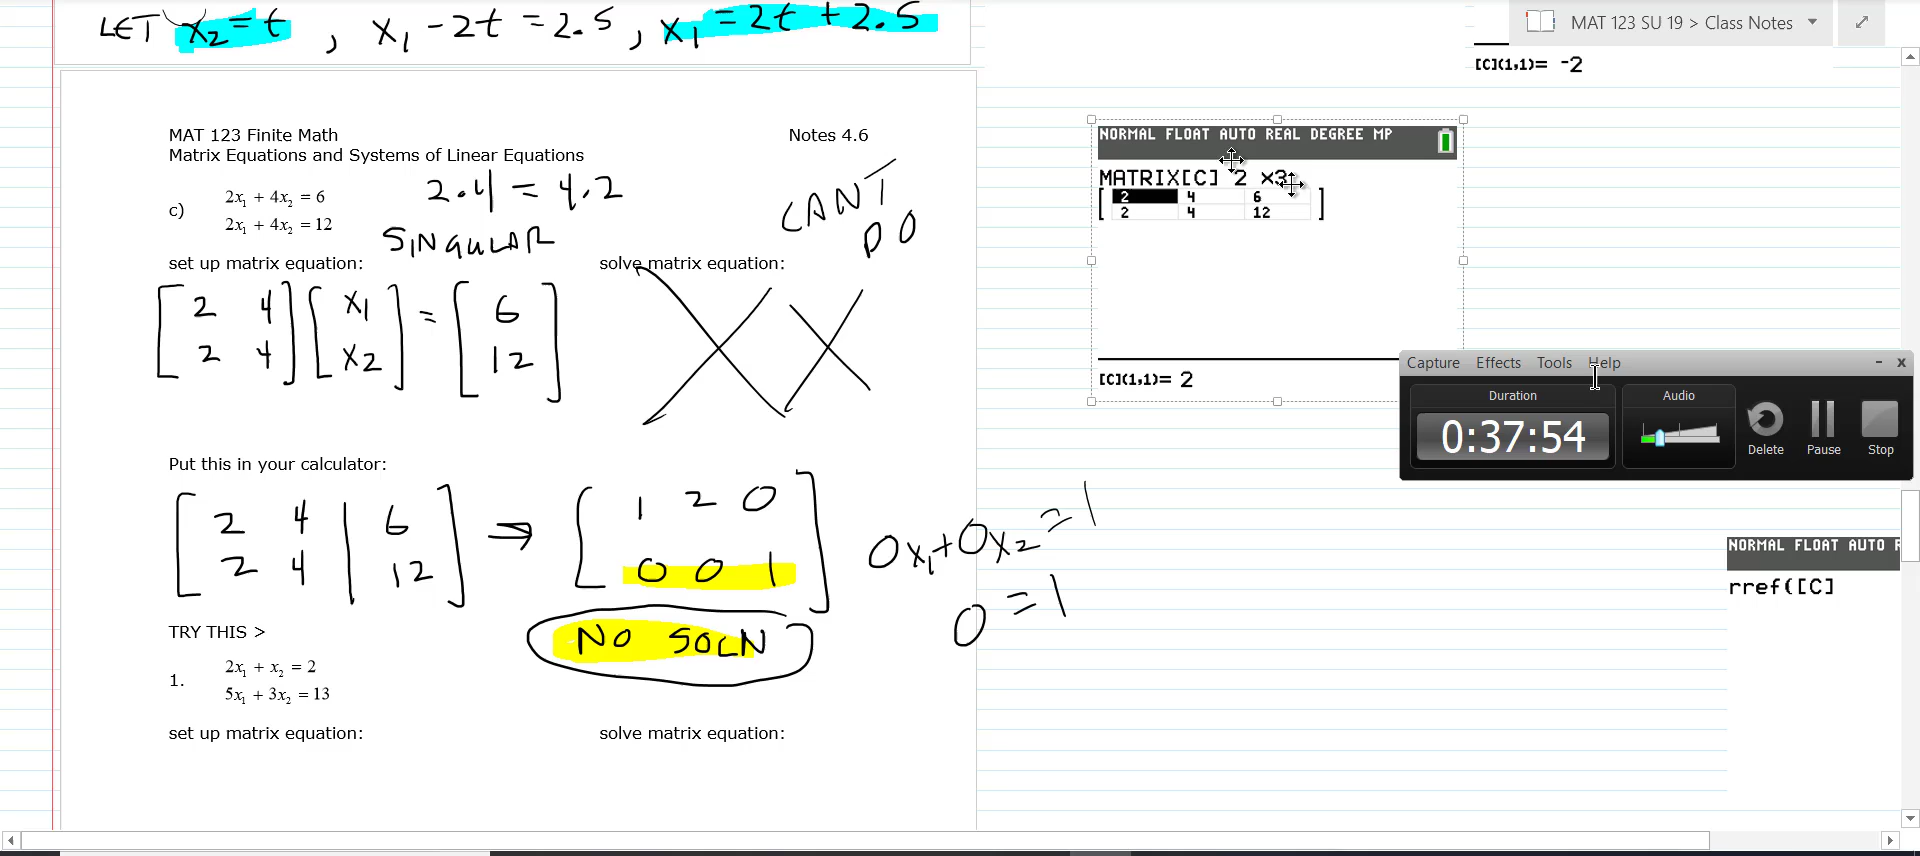 LET x₂ = t , x₁ - 2t = 2.5 , x₁ = 2t + 2.5
MAT 123 SU 19 > Class Notes
[C](1,1)= -2
MAT 123 Finite Math Notes 4.6
Matrix Equations and Systems of Linear Equations
c) 2x₁ + 4x₂ = 6
2x₁ + 4x₂ = 12
2·4 = 4·2
SINGULAR
CANT
DO
set up matrix equation: solve matrix equation:
[2 4] [x₁] = [6]
[2 4] [x₂] [12]
Put this in your calculator:
[2 4 | 6] ⇒ [1 2 0]
[2 4 | 12] [0 0 1]
0x₁+0x₂ = 1
0 = 1
NO SOLN
TRY THIS >
1. 2x₁ + x₂ = 2
5x₁ + 3x₂ = 13
set up matrix equation: solve matrix equation:
NORMAL FLOAT AUTO REAL DEGREE MP
MATRIX[C] 2 ×3
[2 4 6]
[2 4 12]
[C](1,1)= 2
Capture Effects Tools Help
Duration Audio
0:37:54
Delete Pause Stop
NORMAL FLOAT AUTO R
rref([C]